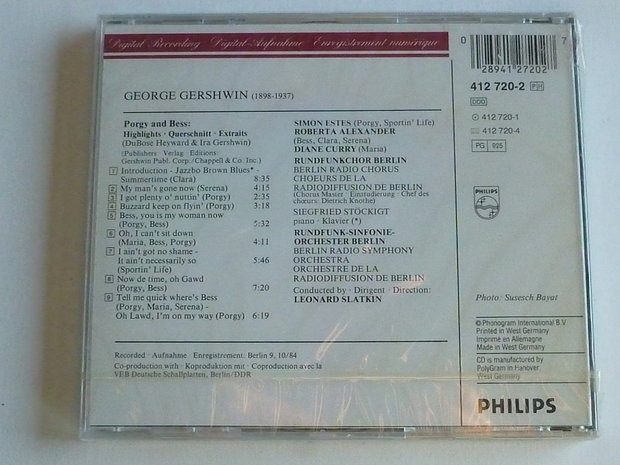 Digital Recording · Digital-Aufnahme · Enregistrement numérique
GEORGE GERSHWIN (1898-1937)
Porgy and Bess:
Highlights · Querschnitt · Extraits
(DuBose Heyward & Ira Gershwin)
(Publishers · Verlag · Editions:
Gershwin Publ. Corp./Chappell & Co. Inc.)
1 Introduction - Jazzbo Brown Blues* -
Summertime (Clara) 8:35
2 My man's gone now (Serena) 4:15
3 I got plenty o' nuttin' (Porgy) 2:35
4 Buzzard keep on flyin' (Porgy) 3:18
5 Bess, you is my woman now
(Porgy, Bess) 5:32
6 Oh, I can't sit down
(Maria, Bess, Porgy) 4:11
7 I ain't got no shame -
It ain't necessarily so
(Sportin' Life) 5:46
8 Now de time, oh Gawd
(Porgy, Bess) 7:20
9 Tell me quick where's Bess
(Porgy, Maria, Serena) -
Oh Lawd, I'm on my way (Porgy) 6:19
SIMON ESTES (Porgy, Sportin' Life)
ROBERTA ALEXANDER
(Bess, Clara, Serena)
DIANE CURRY (Maria)
RUNDFUNKCHOR BERLIN
BERLIN RADIO CHORUS
CHOEURS DE LA
RADIODIFFUSION DE BERLIN
(Chorus Master · Einstudierung · Chef des
chœurs: Dietrich Knothe)
SIEGFRIED STÖCKIGT
piano · Klavier (*)
RUNDFUNK-SINFONIE-
ORCHESTER BERLIN
BERLIN RADIO SYMPHONY
ORCHESTRA
ORCHESTRE DE LA
RADIODIFFUSION DE BERLIN
Conducted by · Dirigent · Direction:
LEONARD SLATKIN
Recorded · Aufnahme · Enregistrement: Berlin 9, 10/84
Co-production with · Koproduktion mit · Coproduction avec la
VEB Deutsche Schallplatten, Berlin/DDR
0 28941 27202 7
412 720-2 PH
DDD
412 720-1
412 720-4
PG 925
PHILIPS
Photo: Susesch Bayat
℗ Phonogram International B.V.
Printed in West Germany
Imprimé en Allemagne
Made in West Germany
CD is manufactured by
PolyGram in Hanover
West Germany
PHILIPS